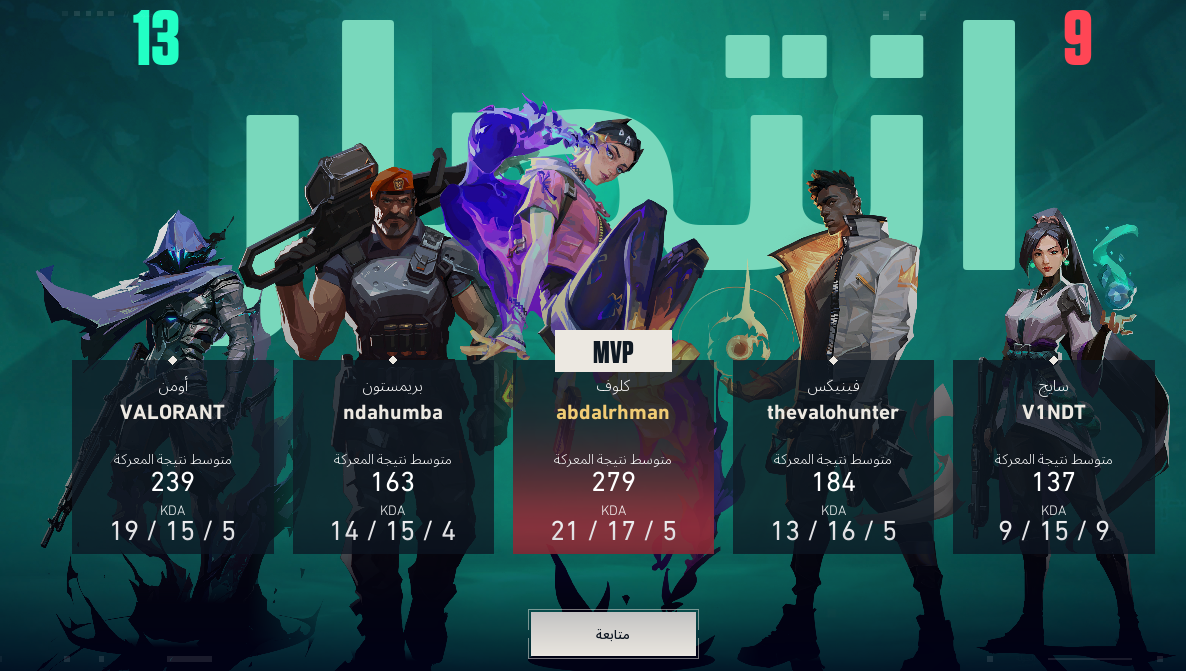 13
9
انتصار
MVP
أومن
VALORANT
متوسط نتيجة المعركة
239
KDA
19 / 15 / 5
بريمستون
ndahumba
متوسط نتيجة المعركة
163
KDA
14 / 15 / 4
كلوف
abdalrhman
متوسط نتيجة المعركة
279
KDA
21 / 17 / 5
فينيكس
thevalohunter
متوسط نتيجة المعركة
184
KDA
13 / 16 / 5
سايج
V1NDT
متوسط نتيجة المعركة
137
KDA
9 / 15 / 9
متابعة